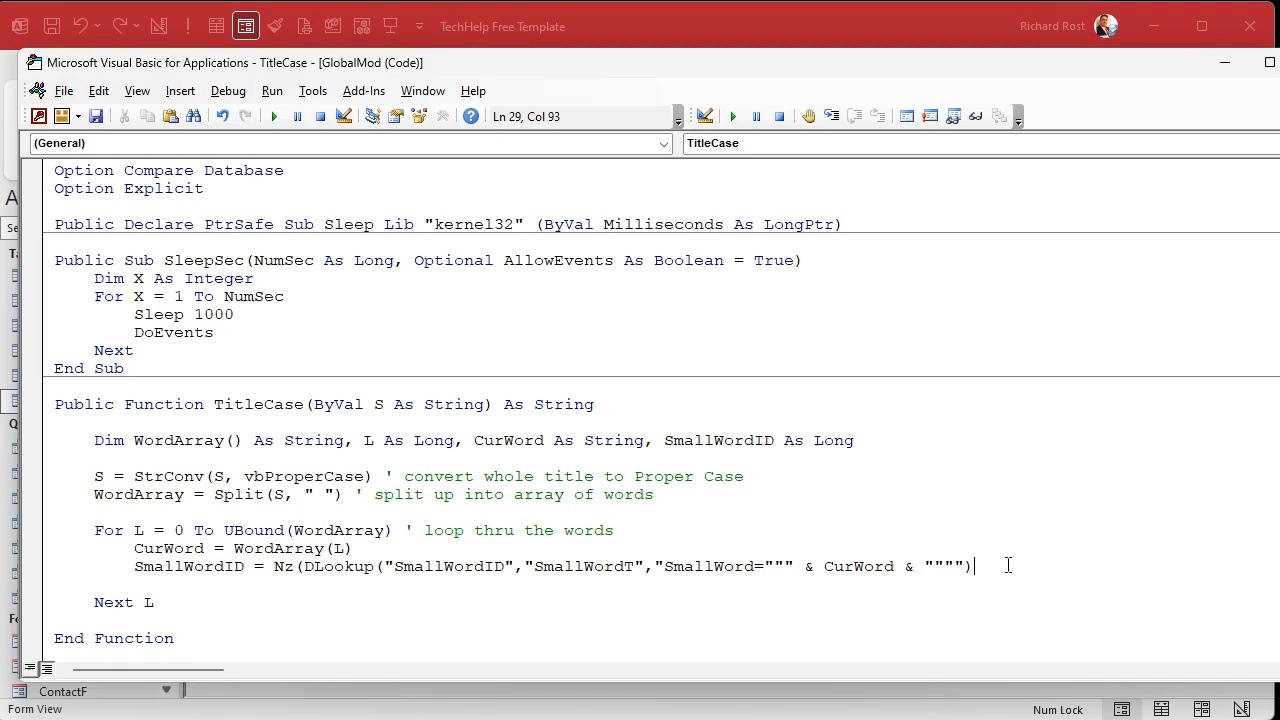 TechHelp Free Template
Richard Rost
Microsoft Visual Basic for Applications - TitleCase - [GlobalMod (Code)]
File Edit View Insert Format Debug Run Tools Add-Ins Window Help
Ln 29, Col 93
(General)
TitleCase
Option Compare Database
Option Explicit
Public Declare PtrSafe Sub Sleep Lib "kernel32" (ByVal Milliseconds As LongPtr)
Public Sub SleepSec(NumSec As Long, Optional AllowEvents As Boolean = True)
Dim X As Integer
For X = 1 To NumSec
Sleep 1000
DoEvents
Next
End Sub
Public Function TitleCase(ByVal S As String) As String
Dim WordArray() As String, L As Long, CurWord As String, SmallWordID As Long
S = StrConv(S, vbProperCase) ' convert whole title to Proper Case
WordArray = Split(S, " ") ' split up into array of words
For L = 0 To UBound(WordArray) ' loop thru the words
CurWord = WordArray(L)
SmallWordID = Nz(DLookup("SmallWordID","SmallWordT","SmallWord=""" & CurWord & """")
Next L
End Function
ContactF
Form View
Num Lock